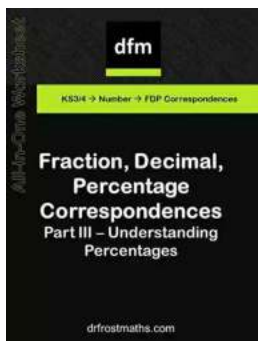 dfm
KS3/4 → Number → FDP Correspondences
All-in-One Worksheet
Fraction, Decimal,
Percentage
Correspondences
Part III – Understanding
Percentages
drfrostmaths.com